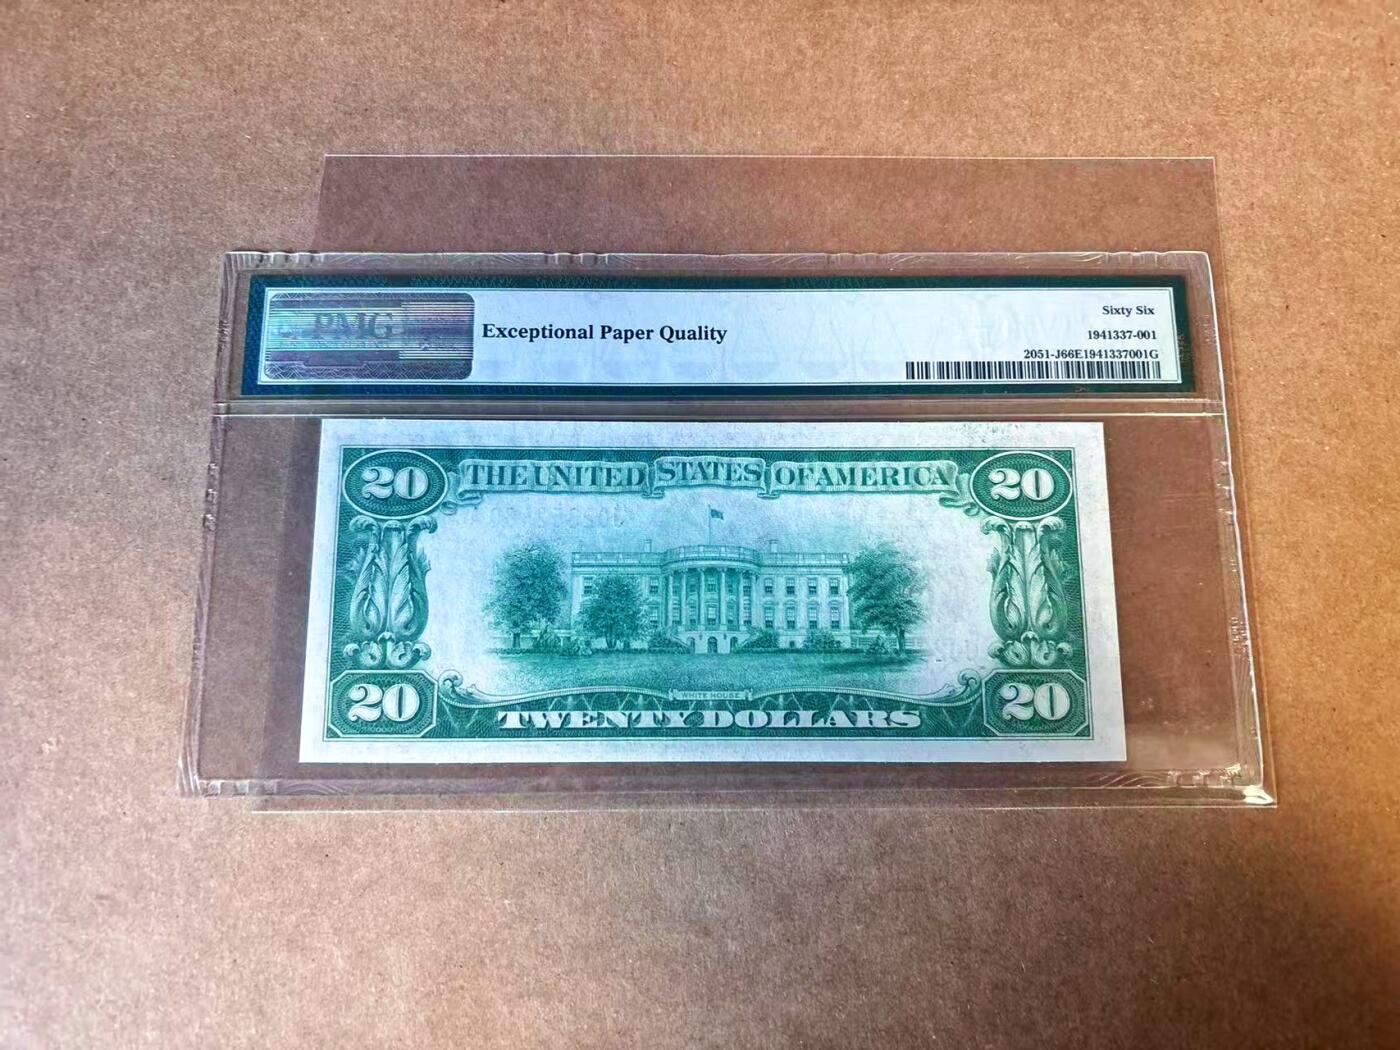 PMG
Exceptional Paper Quality
Sixty Six
1941337-001
2051-J66E1941337001G
20 THE UNITED STATES OF AMERICA 20
WHITE HOUSE
20 TWENTY DOLLARS 20